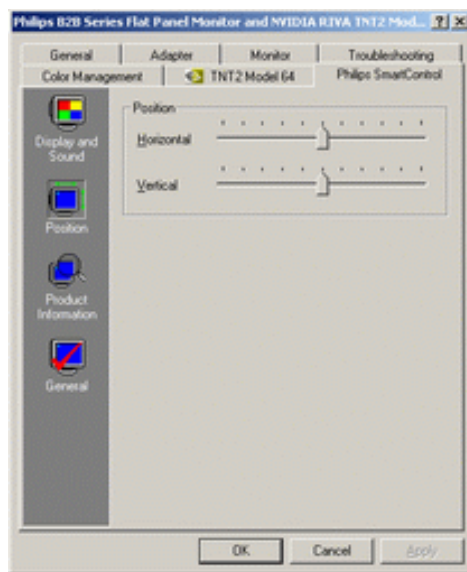 Philips B2B Series Flat Panel Monitor and NVIDIA RIVA TNT2 Mod...
General Adapter Monitor Troubleshooting
Color Management TNT2 Model 64 Philips SmartControl
Display and
Sound
Position
Product
Information
General
Position
Horizontal
Vertical
OK Cancel Apply